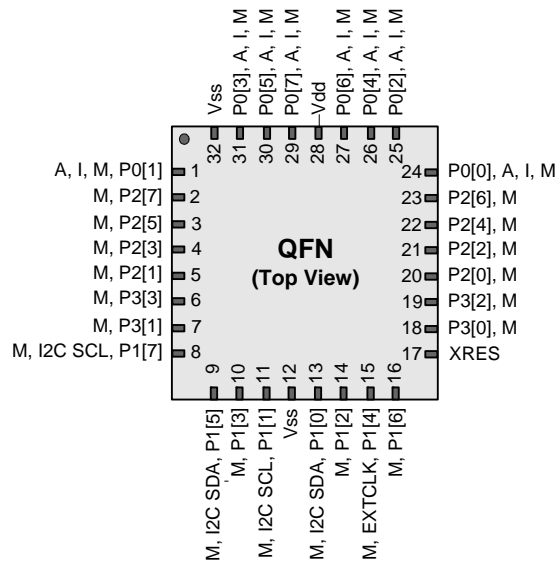 Vss
P0[3], A, I, M
P0[5], A, I, M
P0[7], A, I, M
Vdd
P0[6], A, I, M
P0[4], A, I, M
P0[2], A, I, M
32
31
30
29
28
27
26
25
A, I, M, P0[1] 1
M, P2[7] 2
M, P2[5] 3
M, P2[3] 4
M, P2[1] 5
M, P3[3] 6
M, P3[1] 7
M, I2C SCL, P1[7] 8
QFN
(Top View)
24 P0[0], A, I, M
23 P2[6], M
22 P2[4], M
21 P2[2], M
20 P2[0], M
19 P3[2], M
18 P3[0], M
17 XRES
9
10
11
12
13
14
15
16
M, I2C SDA, P1[5]
M, P1[3]
M, I2C SCL, P1[1]
Vss
M, I2C SDA, P1[0]
M, P1[2]
M, EXTCLK, P1[4]
M, P1[6]